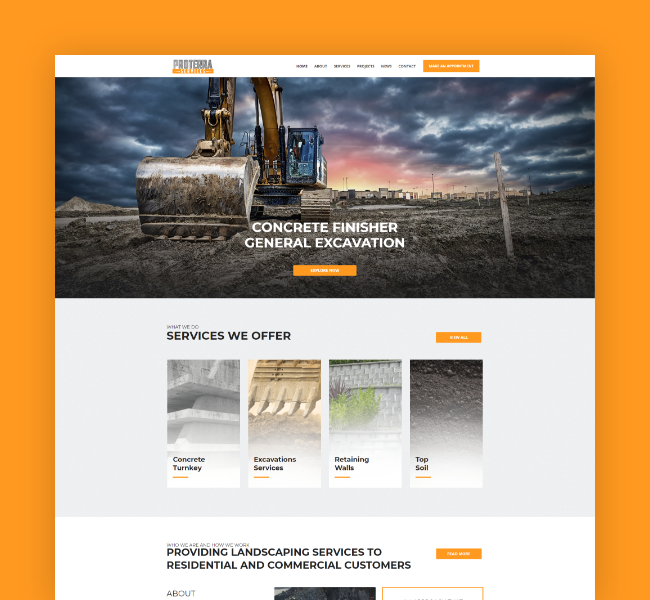 PROTERRA
SERVICES
HOME ABOUT SERVICES PROJECTS NEWS CONTACT MAKE AN APPOINTMENT
CONCRETE FINISHER
GENERAL EXCAVATION
EXPLORE NOW
WHAT WE DO
SERVICES WE OFFER
VIEW ALL
Concrete
Turnkey
Excavations
Services
Retaining
Walls
Top
Soil
WHO WE ARE AND HOW WE WORK
PROVIDING LANDSCAPING SERVICES TO
RESIDENTIAL AND COMMERCIAL CUSTOMERS
READ MORE
ABOUT